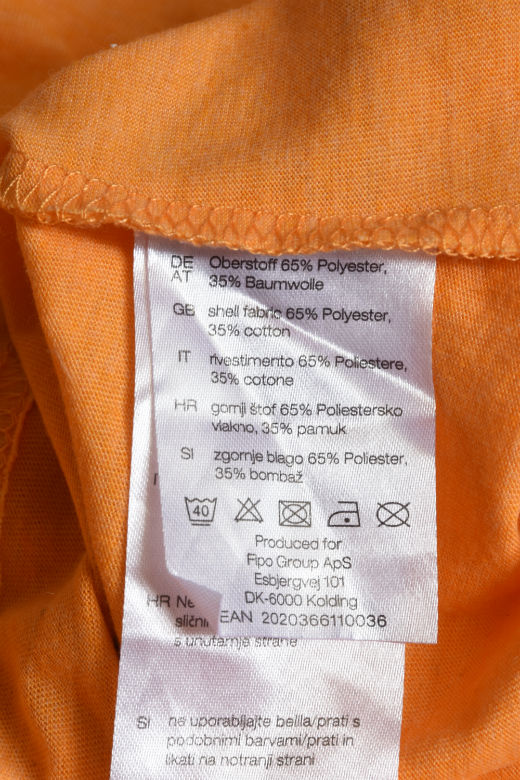 DE Oberstoff 65% Polyester,
AT 35% Baumwolle
GB shell fabric 65% Polyester,
35% cotton
IT rivestimento 65% Poliestere,
35% cotone
HR gornji štof 65% Poliestersko
vlakno, 35% pamuk
SI zgornje blago 65% Poliester,
35% bombaž
40
Produced for
Fipo Group ApS
Esbjergvej 101
DK-6000 Kolding
EAN 2020366110036
HR Ne
slični
s unutarnje strane
SI ne uporabljajte belila/prati s
podobnimi barvami/prati in
likati na notranji strani